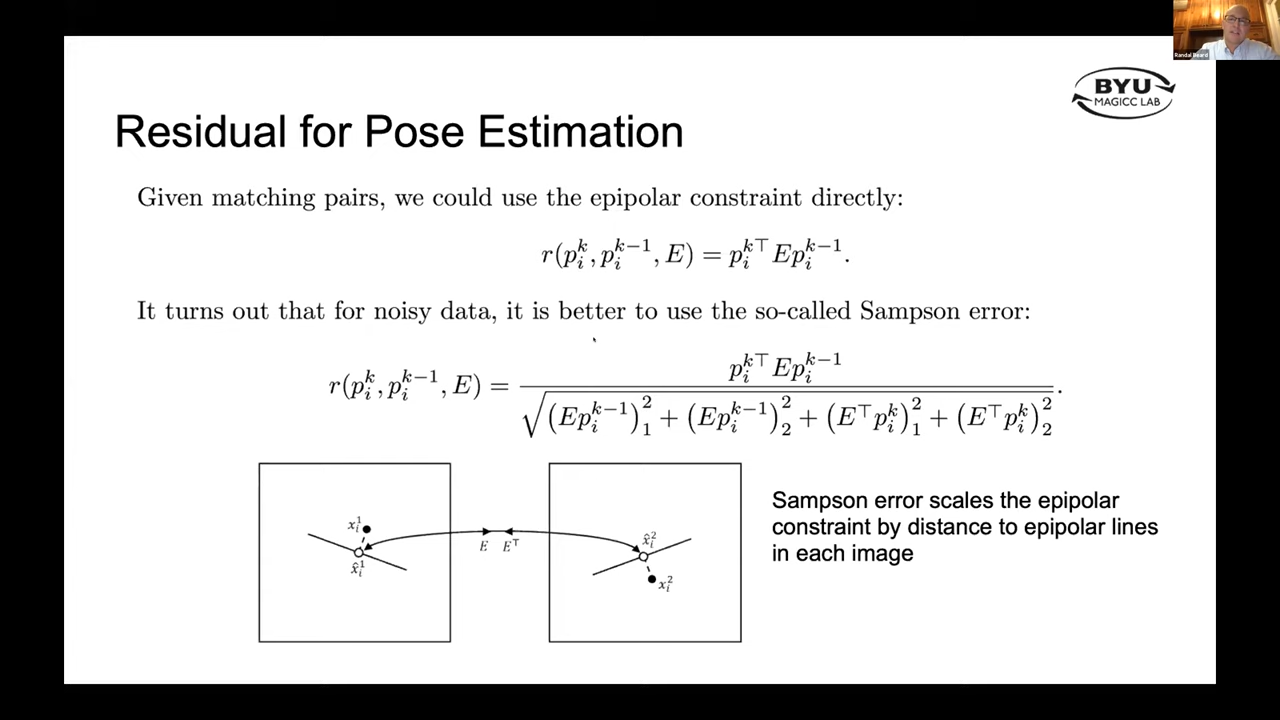 Randal Beard
BYU
MAGICC LAB
Residual for Pose Estimation
Given matching pairs, we could use the epipolar constraint directly:
r(p_i^k, p_i^{k−1}, E) = p_i^{k⊤} E p_i^{k−1}.
It turns out that for noisy data, it is better to use the so-called Sampson error:
r(p_i^k, p_i^{k−1}, E) = \frac{p_i^{k⊤} E p_i^{k−1}}{\sqrt{(E p_i^{k−1})_1^2 + (E p_i^{k−1})_2^2 + (E^⊤ p_i^k)_1^2 + (E^⊤ p_i^k)_2^2}}.
x_i^1
x̂_i^1
E E^⊤
x̂_i^2
x_i^2
Sampson error scales the epipolar
constraint by distance to epipolar lines
in each image